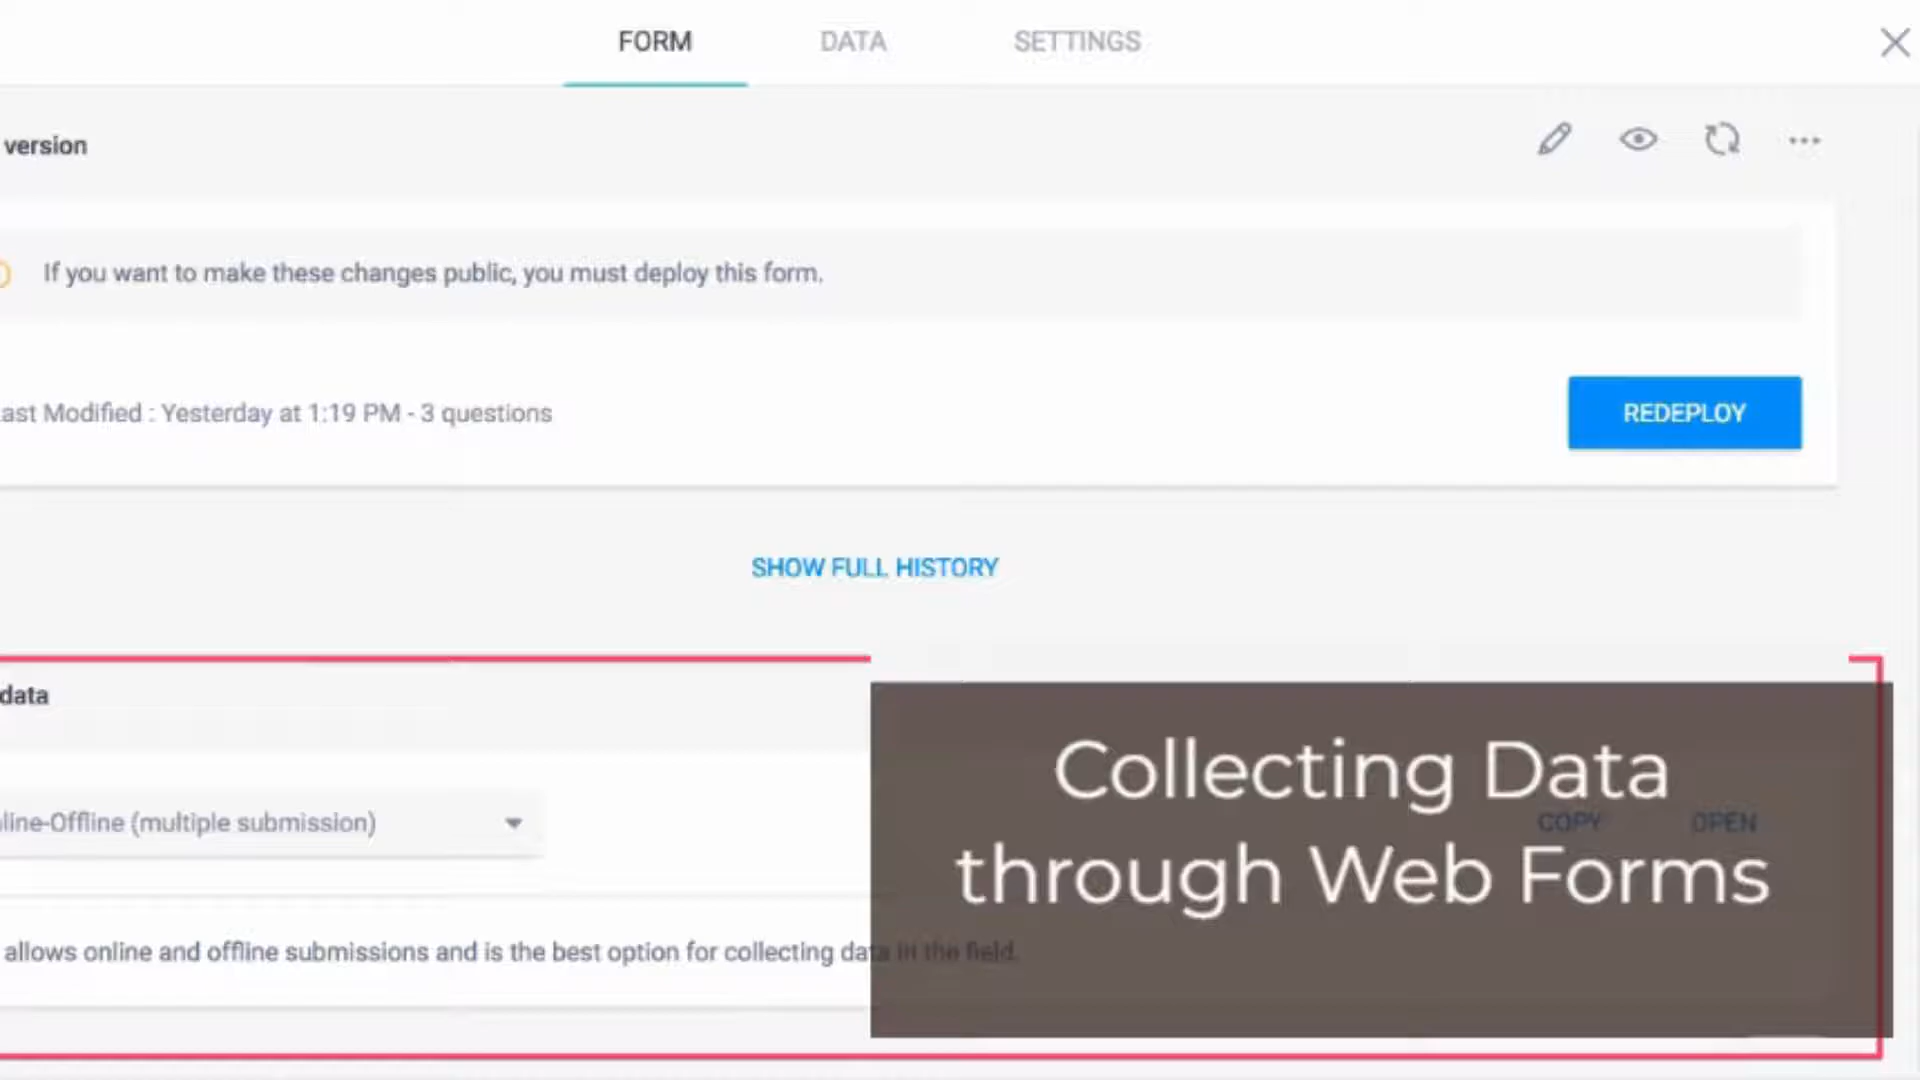 FORM DATA SETTINGS
version
If you want to make these changes public, you must deploy this form.
ast Modified : Yesterday at 1:19 PM - 3 questions
REDEPLOY
SHOW FULL HISTORY
data
line-Offline (multiple submission)
COPY OPEN
allows online and offline submissions and is the best option for collecting data in the field.
Collecting Data
through Web Forms